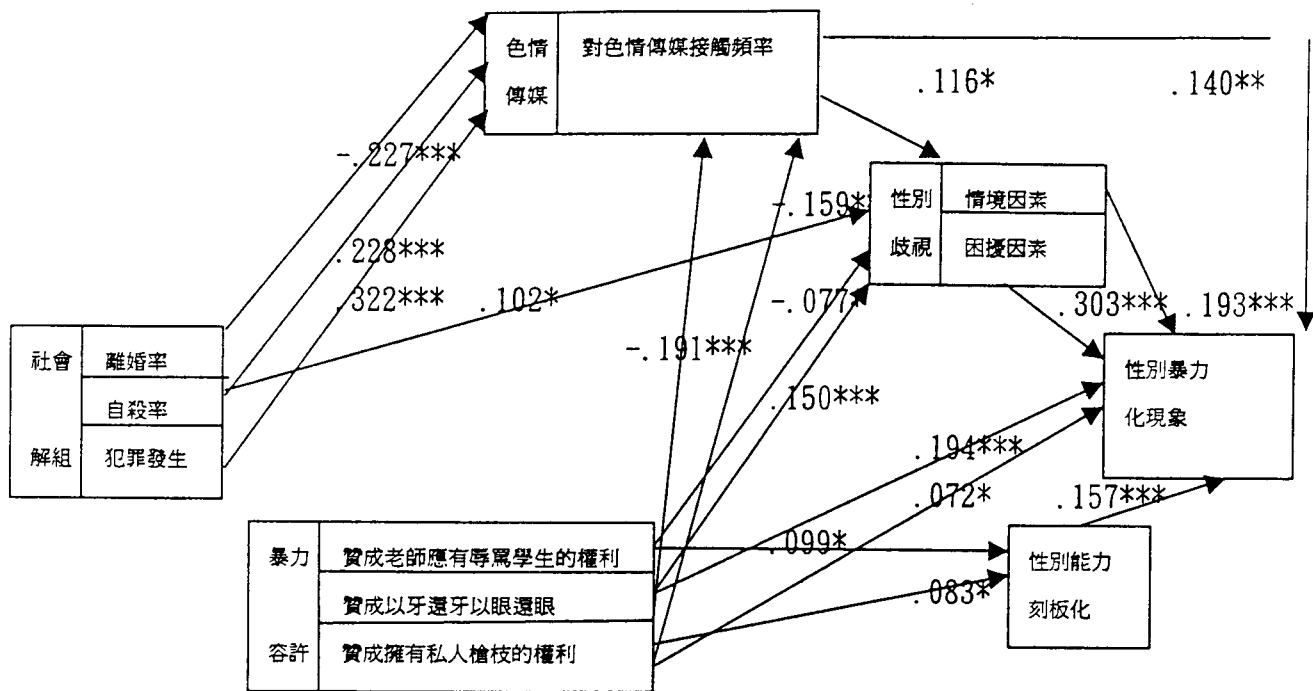 色情 對色情傳媒接觸頻率
傳媒
.116*
.140**
-.227***
-.159*
性別 情境因素
歧視 困擾因素
.228***
.322***
.102*
-.077
.303***
.193***
-.191***
社會 離婚率
自殺率
解組 犯罪發生
性別暴力
化現象
.150***
.194***
.072*
.157***
暴力 贊成老師應有辱罵學生的權利
.099*
贊成以牙還牙以眼還眼
.083*
性別能力
刻板化
容許 贊成擁有私人槍枝的權利